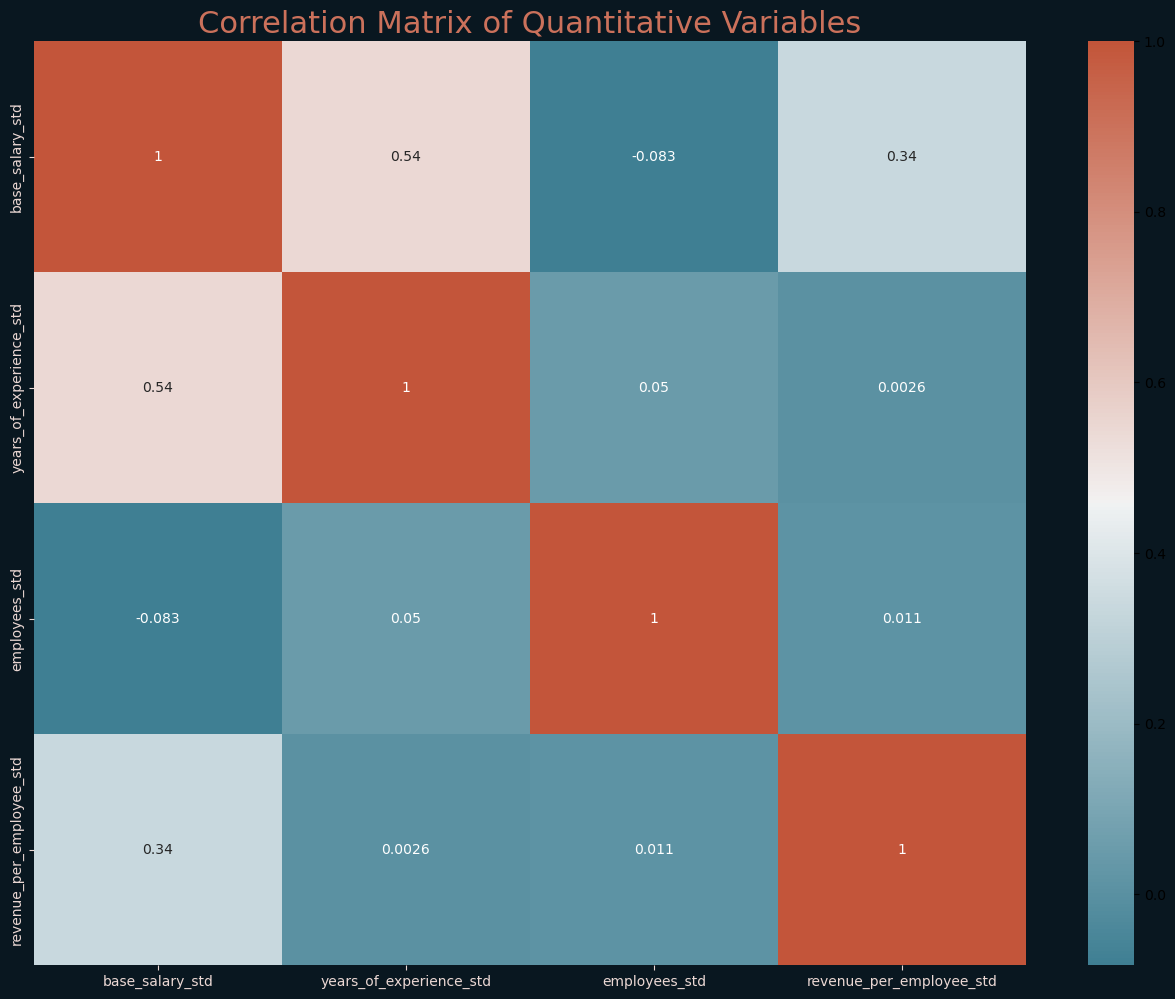 Correlation Matrix of Quantitative Variables
base_salary_std
1 0.54 -0.083 0.34
years_of_experience_std
0.54 1 0.05 0.0026
employees_std
-0.083 0.05 1 0.011
revenue_per_employee_std
0.34 0.0026 0.011 1
base_salary_std years_of_experience_std employees_std revenue_per_employee_std
1.0
0.8
0.6
0.4
0.2
0.0